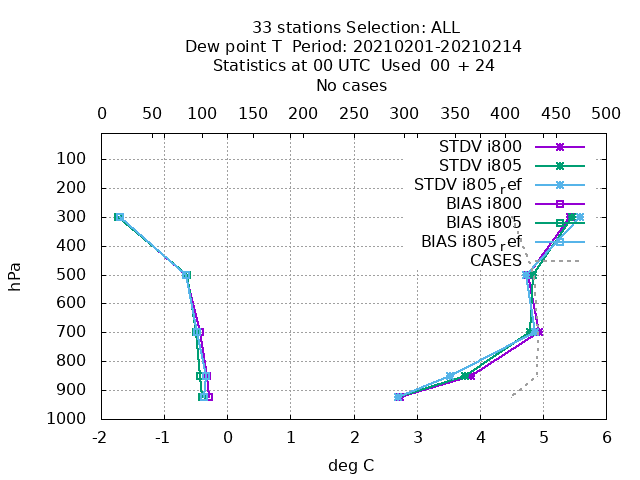 33 stations Selection: ALL
Dew point T  Period: 20210201-20210214
Statistics at 00 UTC  Used  00 + 24
No cases
0 50 100 150 200 250 300 350 400 450 500
STDV i800
STDV i805
STDV i805ref
BIAS i800
BIAS i805
BIAS i805ref
CASES
100
200
300
400
500
600
700
800
900
1000
hPa
-2 -1 0 1 2 3 4 5 6
deg C